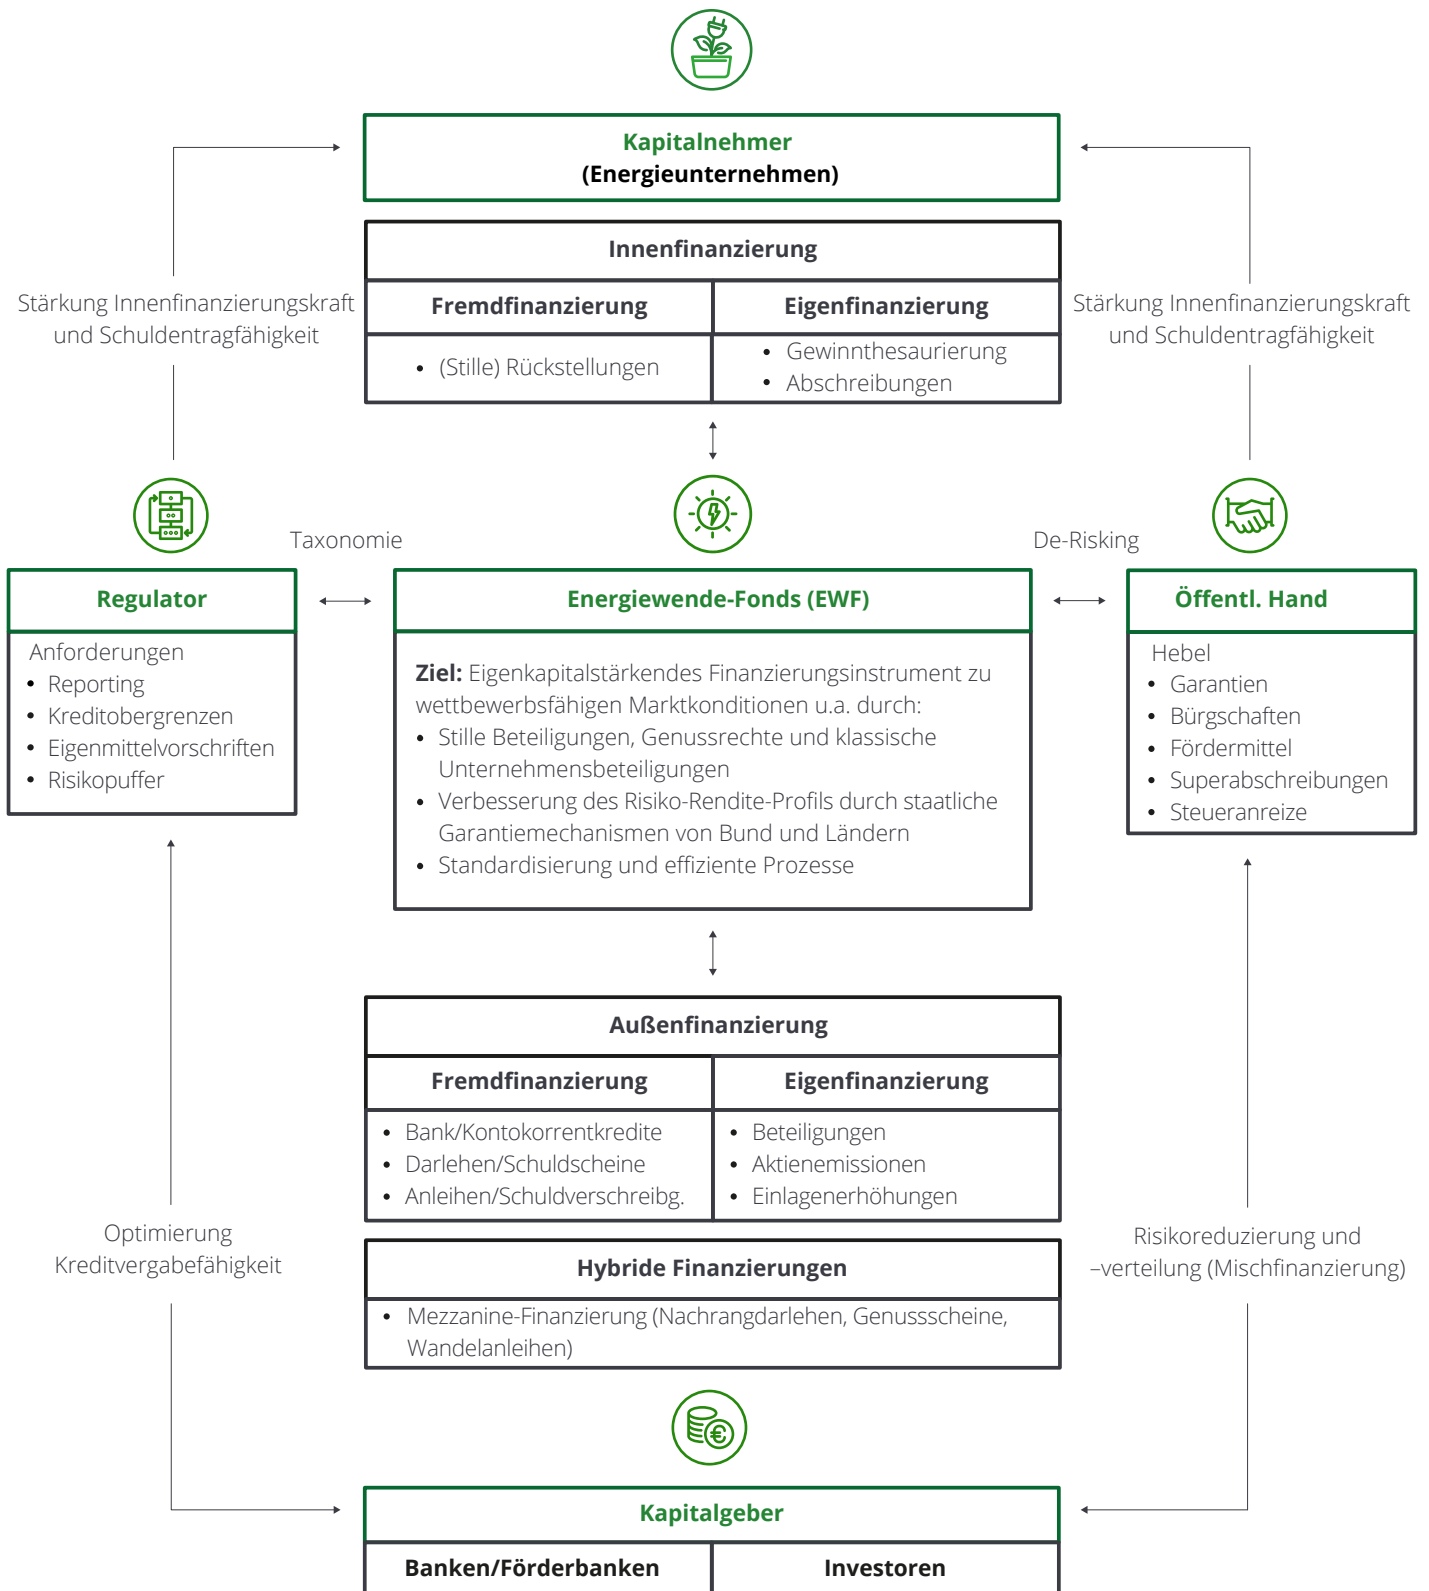 Kapitalnehmer
(Energieunternehmen)
Innenfinanzierung
Fremdfinanzierung
Eigenfinanzierung
• (Stille) Rückstellungen
• Gewinnthesaurierung
• Abschreibungen
Stärkung Innenfinanzierungskraft
und Schuldentragfähigkeit
Stärkung Innenfinanzierungskraft
und Schuldentragfähigkeit
Taxonomie
De-Risking
Regulator
Anforderungen
• Reporting
• Kreditobergrenzen
• Eigenmittelvorschriften
• Risikopuffer
Energiewende-Fonds (EWF)
Ziel: Eigenkapitalstärkendes Finanzierungsinstrument zu
wettbewerbsfähigen Marktkonditionen u.a. durch:
• Stille Beteiligungen, Genussrechte und klassische
Unternehmensbeteiligungen
• Verbesserung des Risiko-Rendite-Profils durch staatliche
Garantiemechanismen von Bund und Ländern
• Standardisierung und effiziente Prozesse
Öffentl. Hand
Hebel
• Garantien
• Bürgschaften
• Fördermittel
• Superabschreibungen
• Steueranreize
Außenfinanzierung
Fremdfinanzierung
Eigenfinanzierung
• Bank/Kontokorrentkredite
• Darlehen/Schuldscheine
• Anleihen/Schuldverschreibg.
• Beteiligungen
• Aktienemissionen
• Einlagenerhöhungen
Optimierung
Kreditvergabefähigkeit
Risikoreduzierung und
–verteilung (Mischfinanzierung)
Hybride Finanzierungen
• Mezzanine-Finanzierung (Nachrangdarlehen, Genussscheine,
Wandelanleihen)
€
Kapitalgeber
Banken/Förderbanken
Investoren